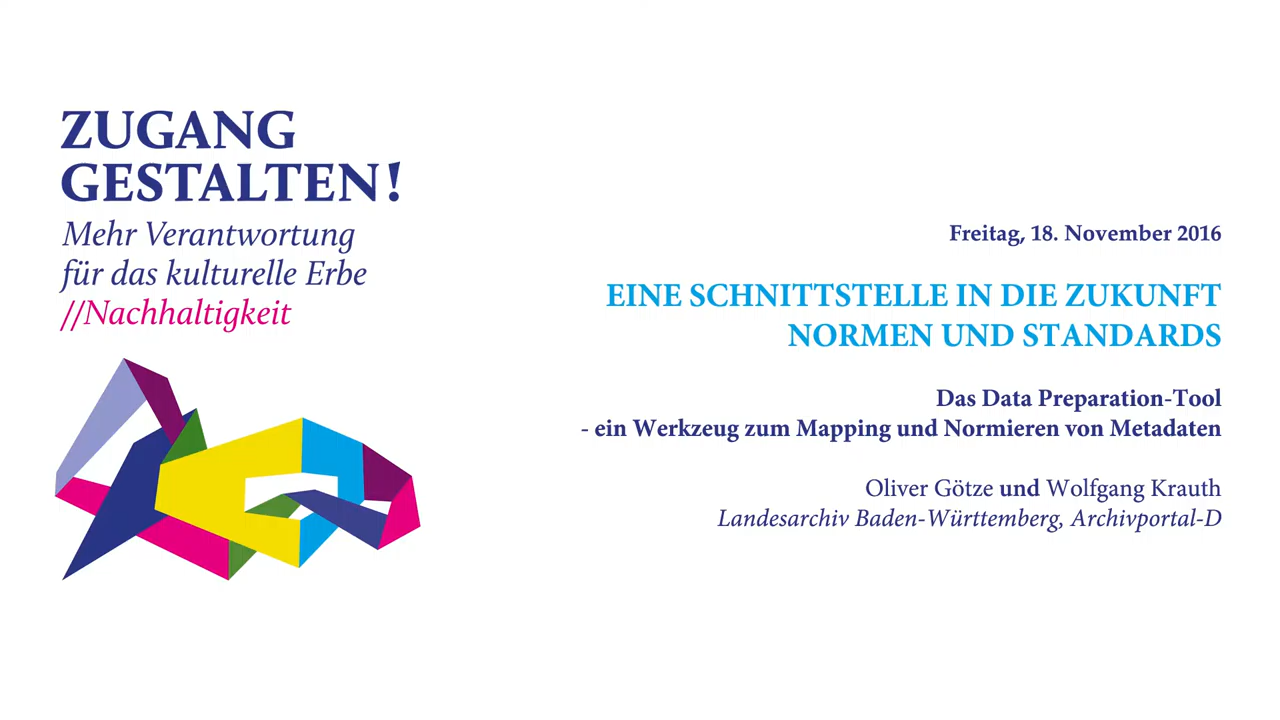 ZUGANG
GESTALTEN!
Mehr Verantwortung
für das kulturelle Erbe
//Nachhaltigkeit
Freitag, 18. November 2016
EINE SCHNITTSTELLE IN DIE ZUKUNFT
NORMEN UND STANDARDS
Das Data Preparation-Tool
- ein Werkzeug zum Mapping und Normieren von Metadaten
Oliver Götze und Wolfgang Krauth
Landesarchiv Baden-Württemberg, Archivportal-D